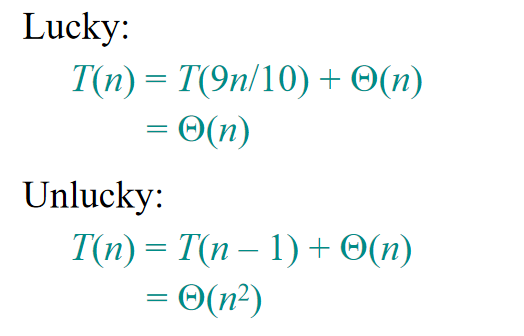 Lucky:
T(n) = T(9n/10) + Θ(n)
= Θ(n)
Unlucky:
T(n) = T(n – 1) + Θ(n)
= Θ(n²)